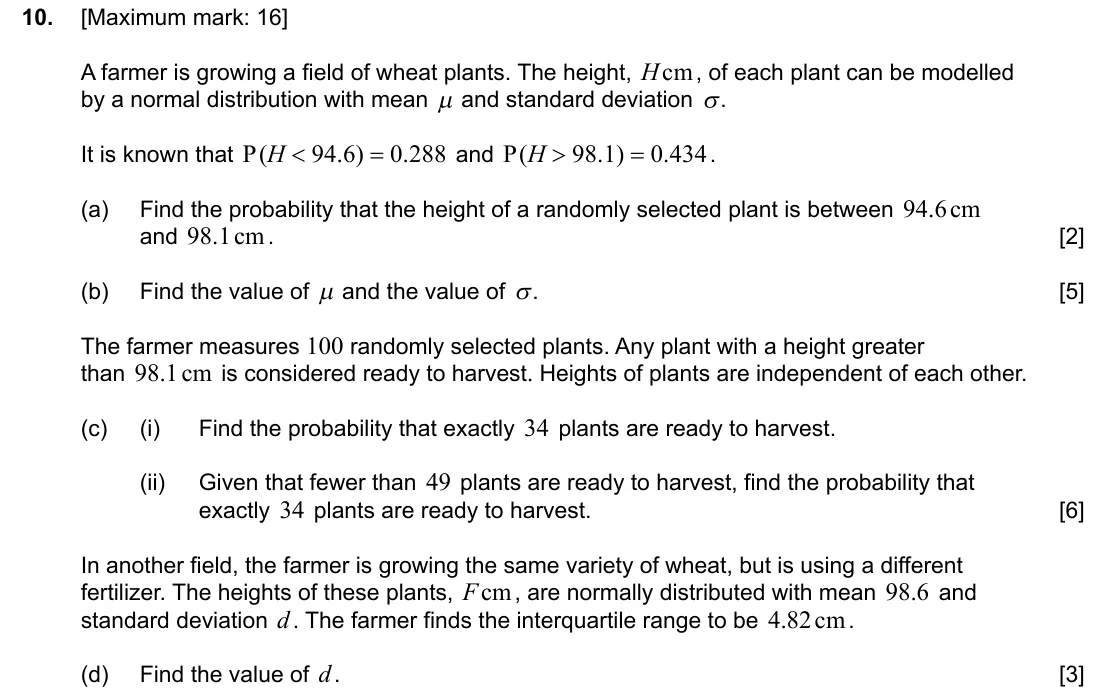 10. [Maximum mark: 16]
A farmer is growing a field of wheat plants. The height, H cm, of each plant can be modelled
by a normal distribution with mean μ and standard deviation σ.
It is known that P(H < 94.6) = 0.288 and P(H > 98.1) = 0.434.
(a) Find the probability that the height of a randomly selected plant is between 94.6 cm
and 98.1 cm. [2]
(b) Find the value of μ and the value of σ. [5]
The farmer measures 100 randomly selected plants. Any plant with a height greater
than 98.1 cm is considered ready to harvest. Heights of plants are independent of each other.
(c) (i) Find the probability that exactly 34 plants are ready to harvest.
(ii) Given that fewer than 49 plants are ready to harvest, find the probability that
exactly 34 plants are ready to harvest. [6]
In another field, the farmer is growing the same variety of wheat, but is using a different
fertilizer. The heights of these plants, F cm, are normally distributed with mean 98.6 and
standard deviation d. The farmer finds the interquartile range to be 4.82 cm.
(d) Find the value of d. [3]